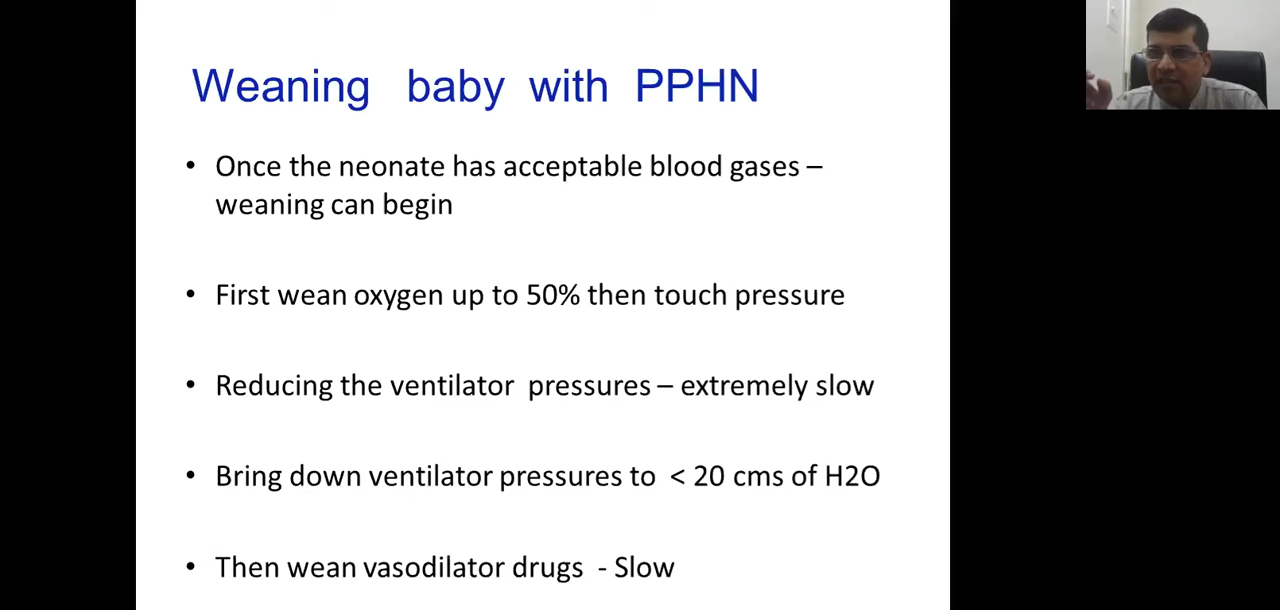 Weaning baby with PPHN
• Once the neonate has acceptable blood gases –
weaning can begin
• First wean oxygen up to 50% then touch pressure
• Reducing the ventilator pressures – extremely slow
• Bring down ventilator pressures to < 20 cms of H2O
• Then wean vasodilator drugs - Slow